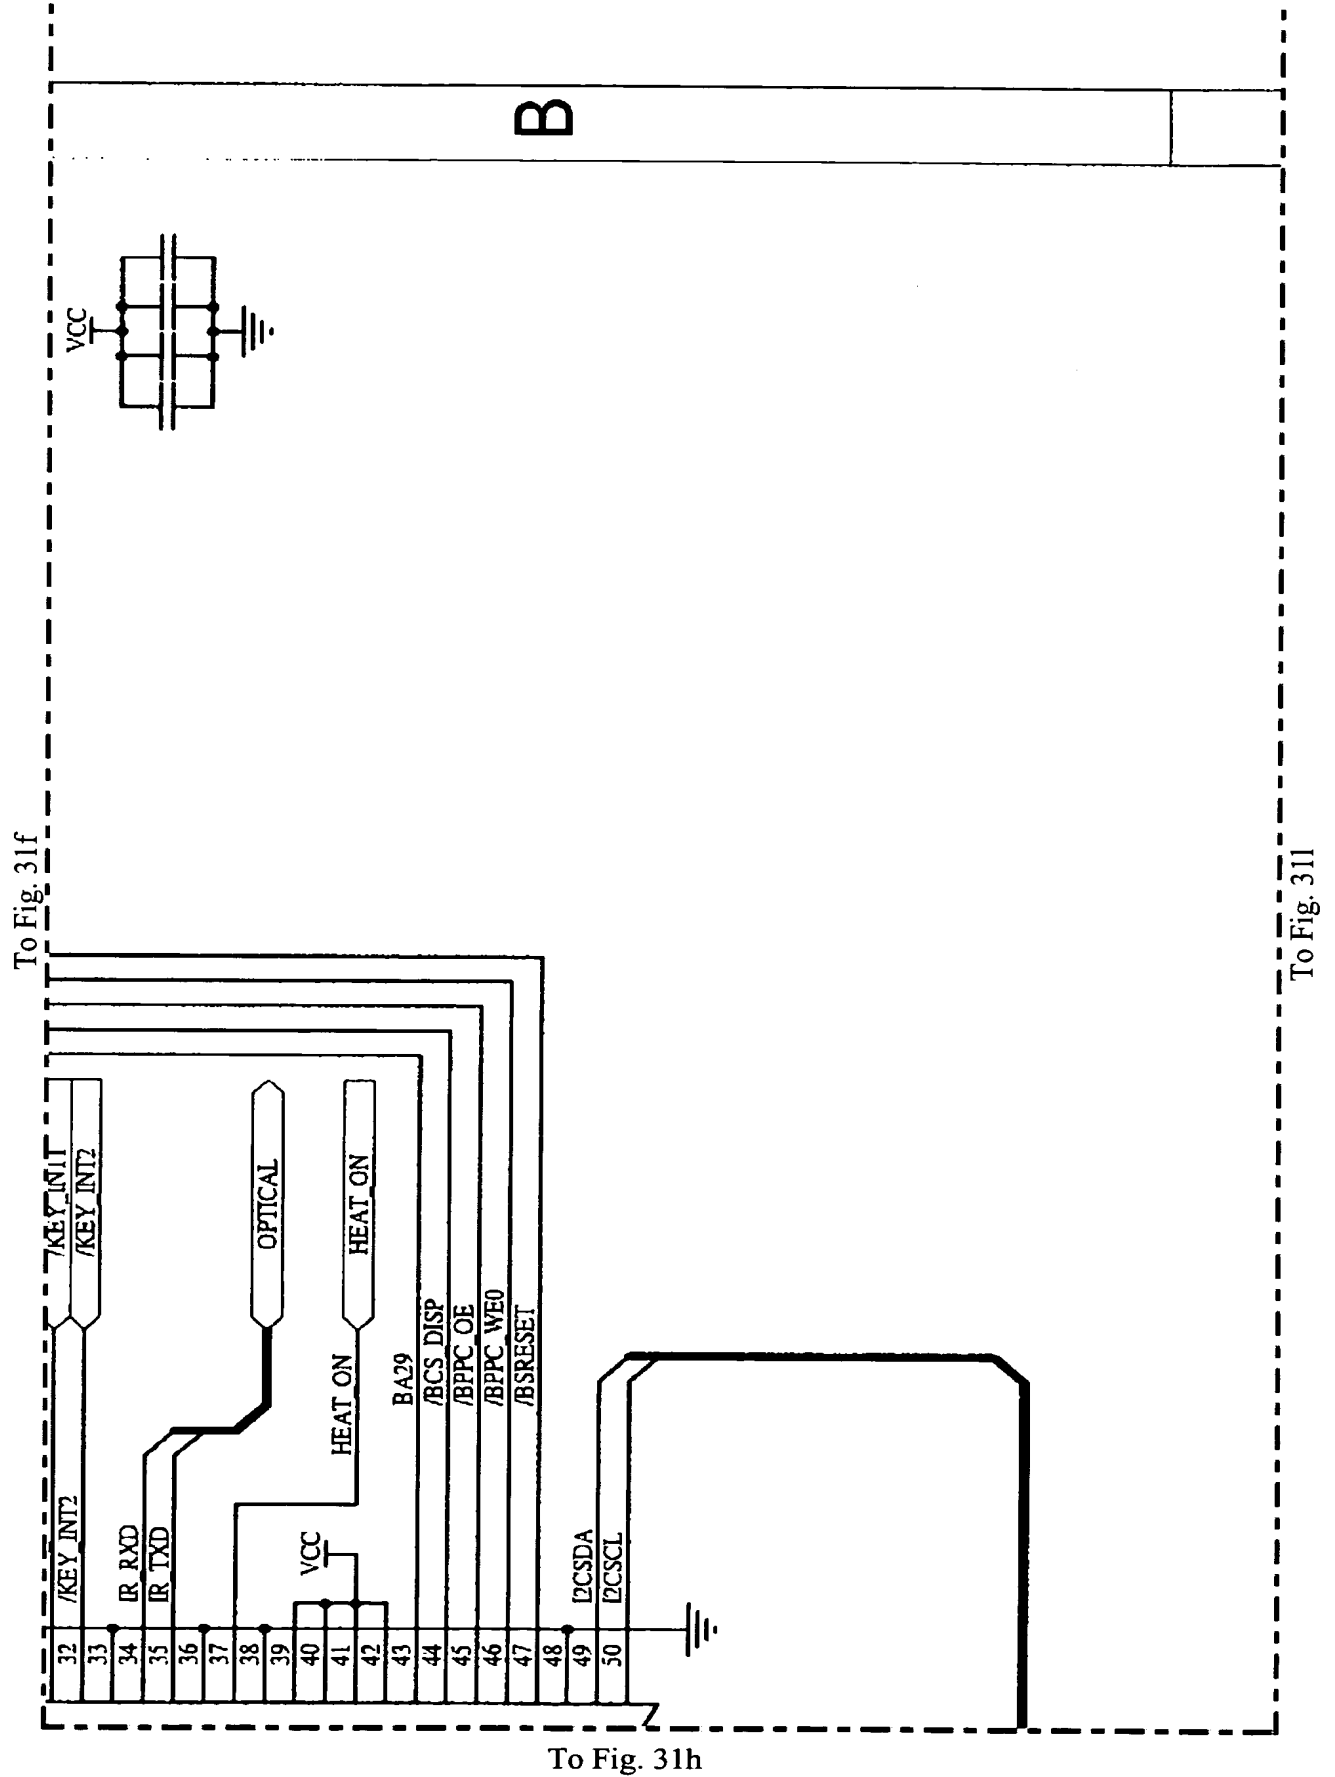 To Fig. 31f
B
VCC
/KEY_INT1
/KEY_INT2
OPTICAL
HEAT_ON
/KEY_INT2
IR_RXD
IR_TXD
HEAT_ON
VCC
BA29
/BCS_DISP
/BPPC_OE
/BPPC_WE0
/BSRESET
I2CSDA
I2CSCL
32
33
34
35
36
37
38
39
40
41
42
43
44
45
46
47
48
49
50
To Fig. 31l
To Fig. 31h